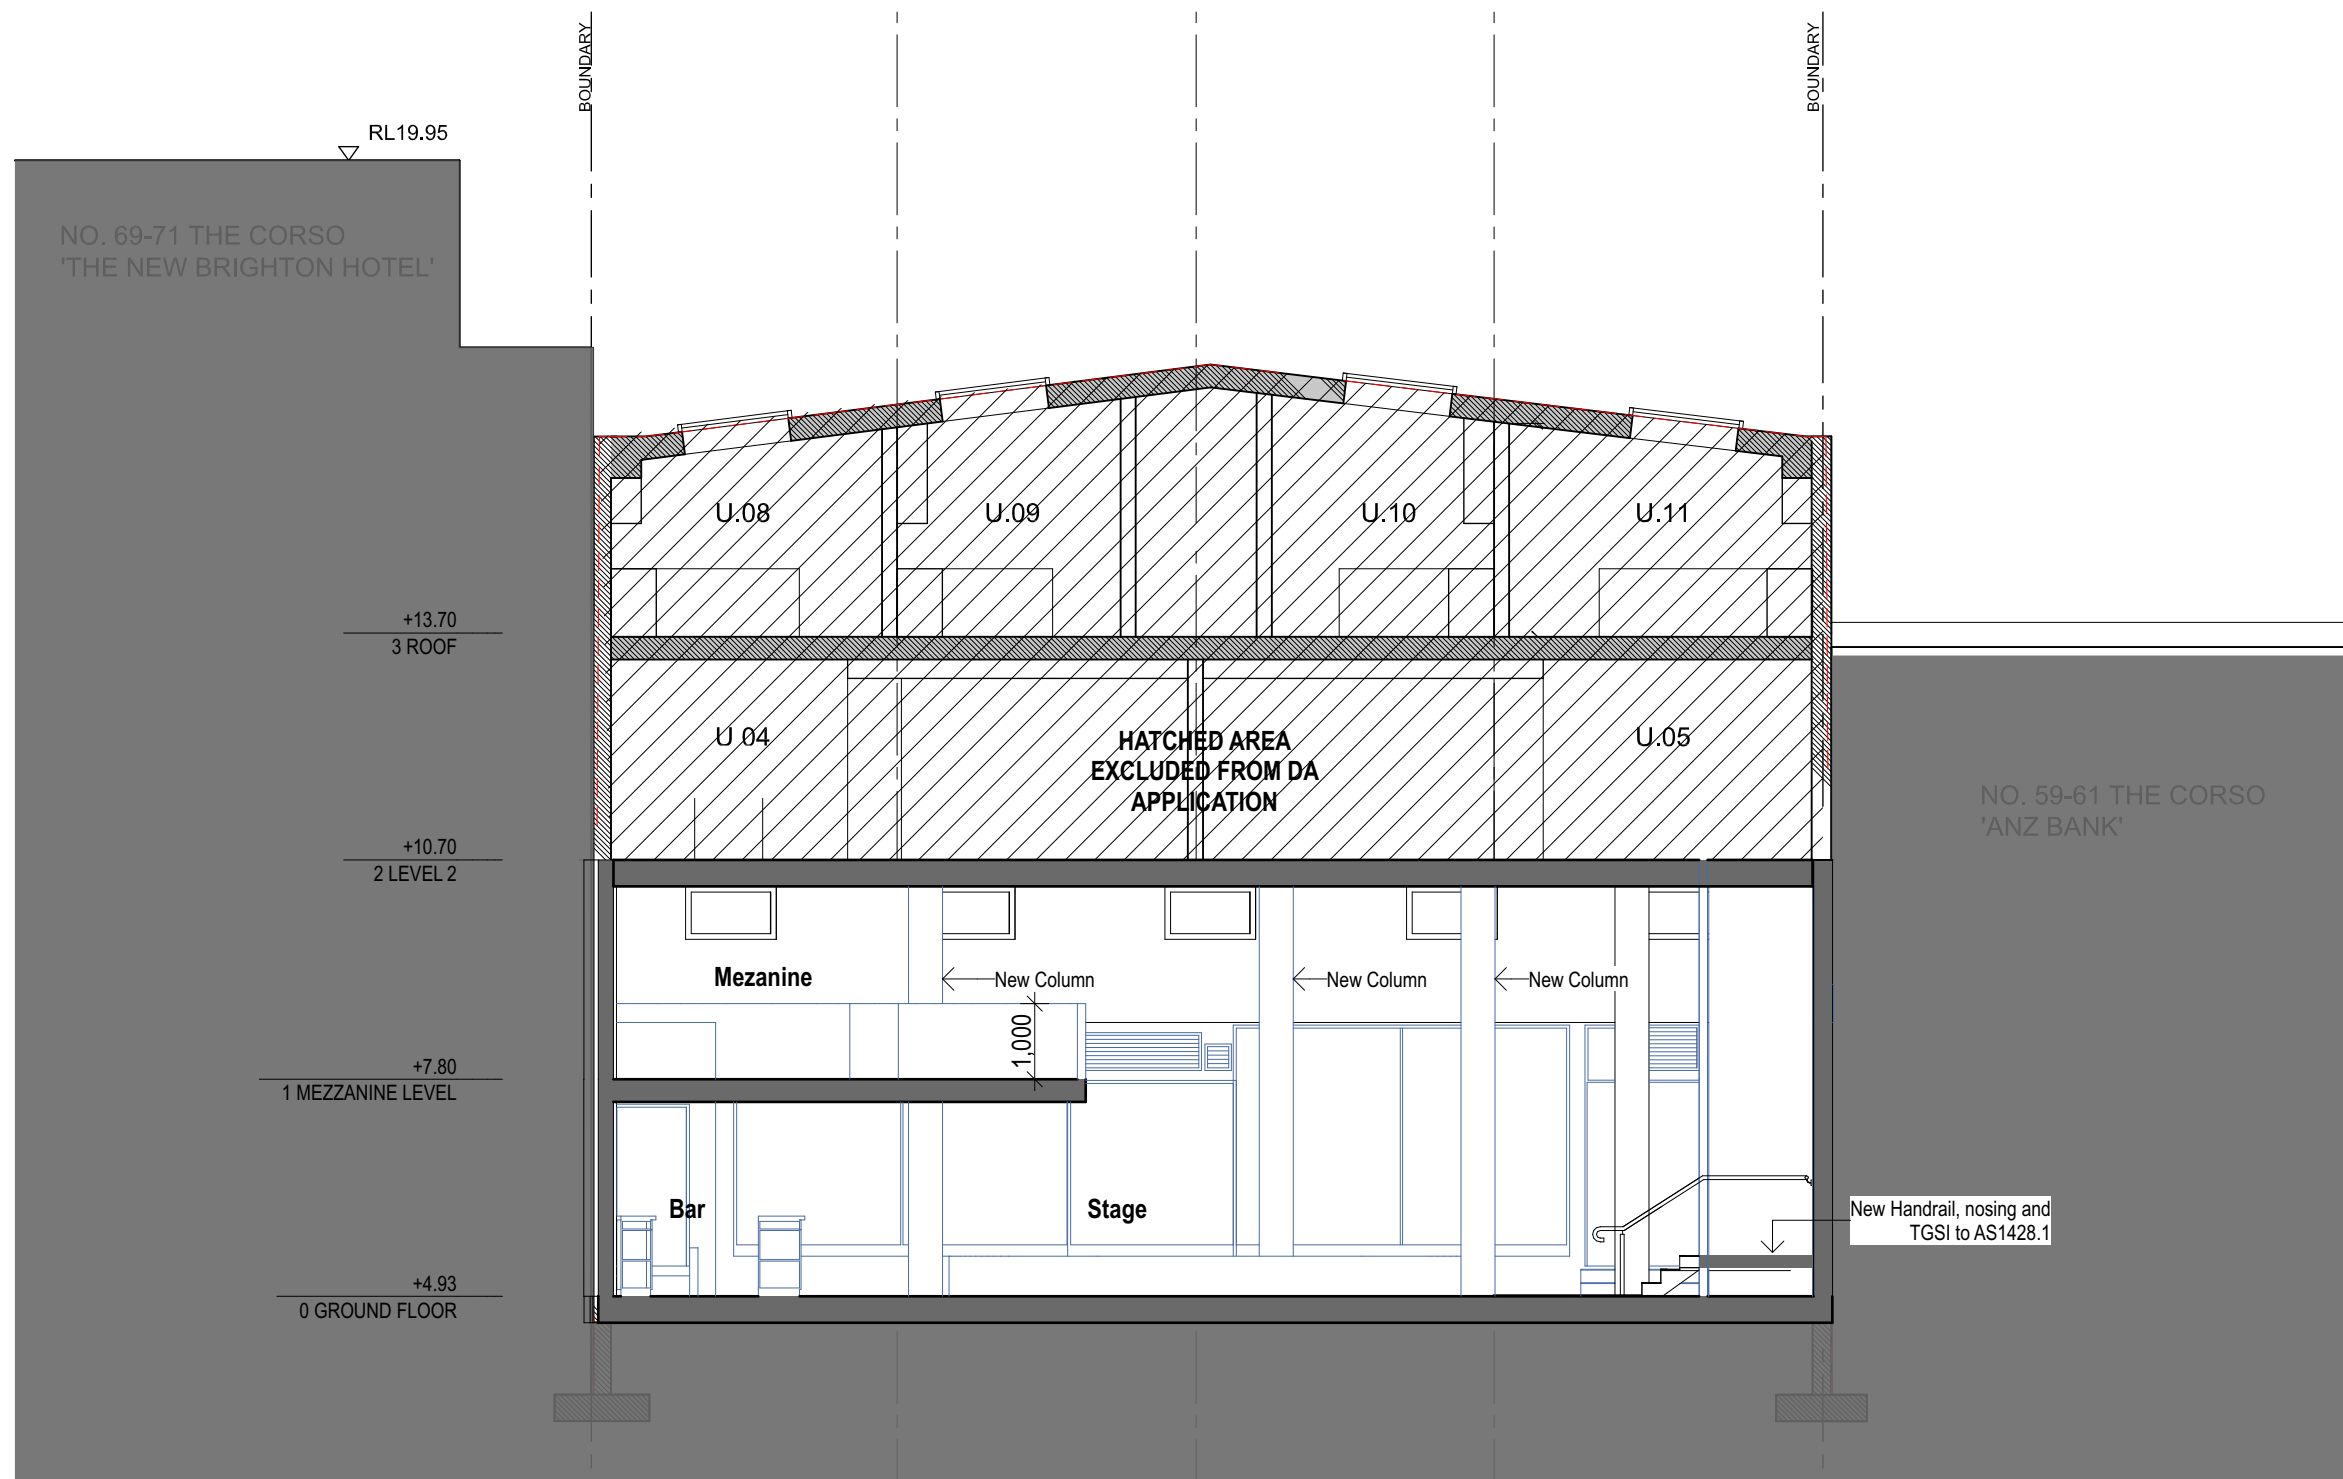 BOUNDARY
BOUNDARY
RL19.95
NO. 69-71 THE CORSO
'THE NEW BRIGHTON HOTEL'
U.08
U.09
U.10
U.11
+13.70
3 ROOF
U 04
HATCHED AREA
EXCLUDED FROM DA
APPLICATION
U.05
NO. 59-61 THE CORSO
'ANZ BANK'
+10.70
2 LEVEL 2
Mezanine
New Column
New Column
New Column
1,000
+7.80
1 MEZZANINE LEVEL
Bar
Stage
New Handrail, nosing and
TGSI to AS1428.1
+4.93
0 GROUND FLOOR